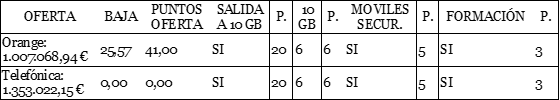 OFERTA BAJA PUNTOS OFERTA SALIDA A 10 GB P. 10 GB P. MOVILES SECUR. P. FORMACIÓN P.
Orange: 1.007.068,94 € 25,57 41,00 SI 20 6 6 SI 5 SI 3
Telefónica: 1.353.022,15 € 0,00 0,00 SI 20 6 6 SI 5 SI 3